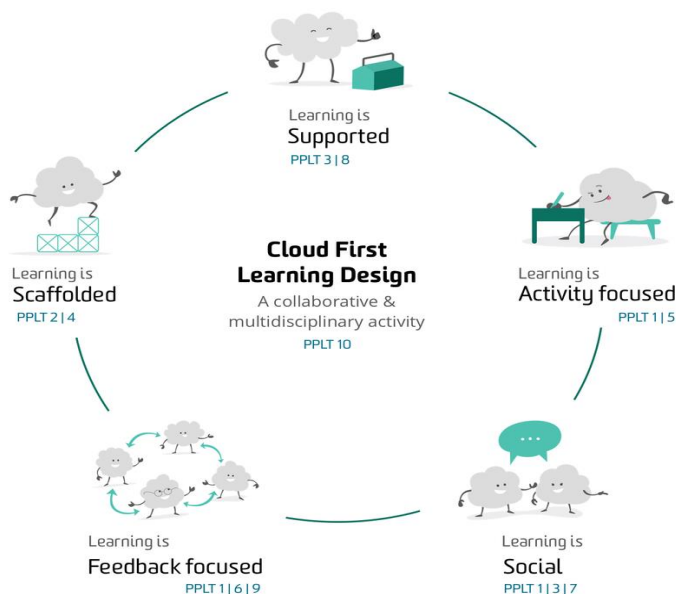 Learning is
Supported
PPLT 3 | 8
Learning is
Scaffolded
PPLT 2 | 4
Cloud First
Learning Design
A collaborative &
multidisciplinary activity
PPLT 10
Learning is
Activity focused
PPLT 1 | 5
Learning is
Feedback focused
PPLT 1 | 6 | 9
Learning is
Social
PPLT 1 | 3 | 7